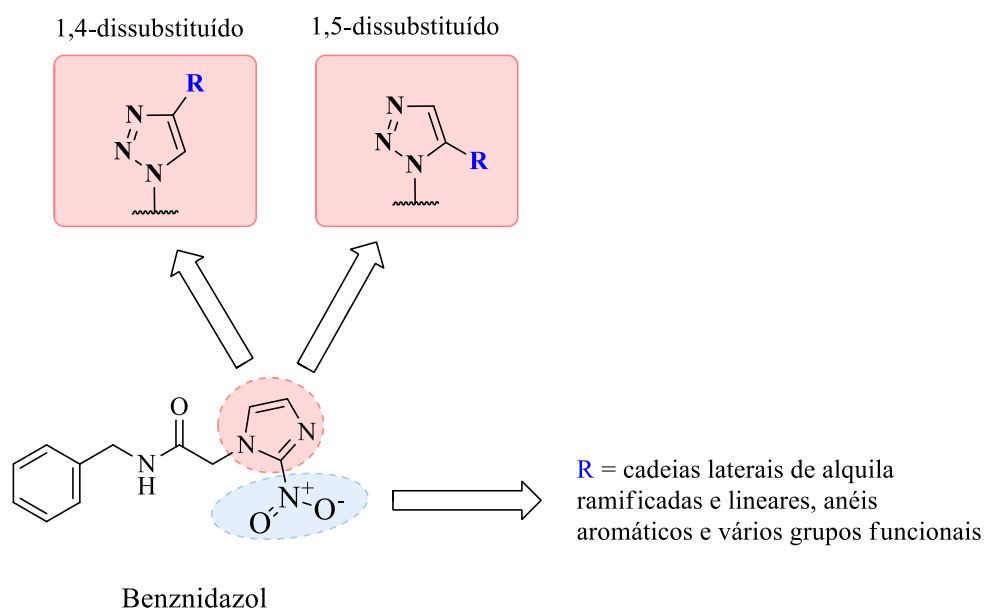 1,4-dissubstituído
1,5-dissubstituído
R
N
N
N
N
N
N
R
O
N
H
N
N
N+
O
O-
R = cadeias laterais de alquila
ramificadas e lineares, anéis
aromáticos e vários grupos funcionais
Benznidazol